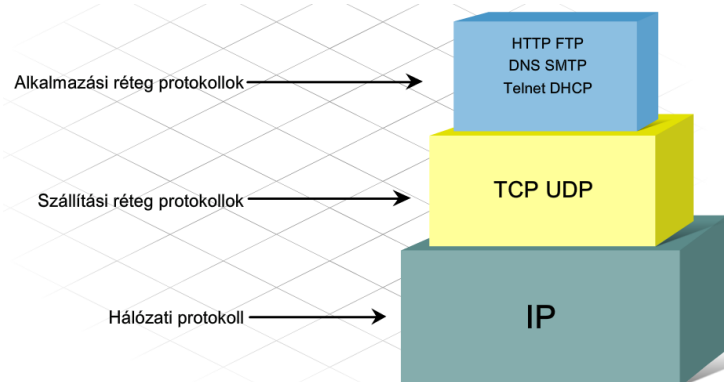 HTTP FTP
DNS SMTP
Telnet DHCP
Alkalmazási réteg protokollok
TCP UDP
Szállítási réteg protokollok
IP
Hálózati protokoll